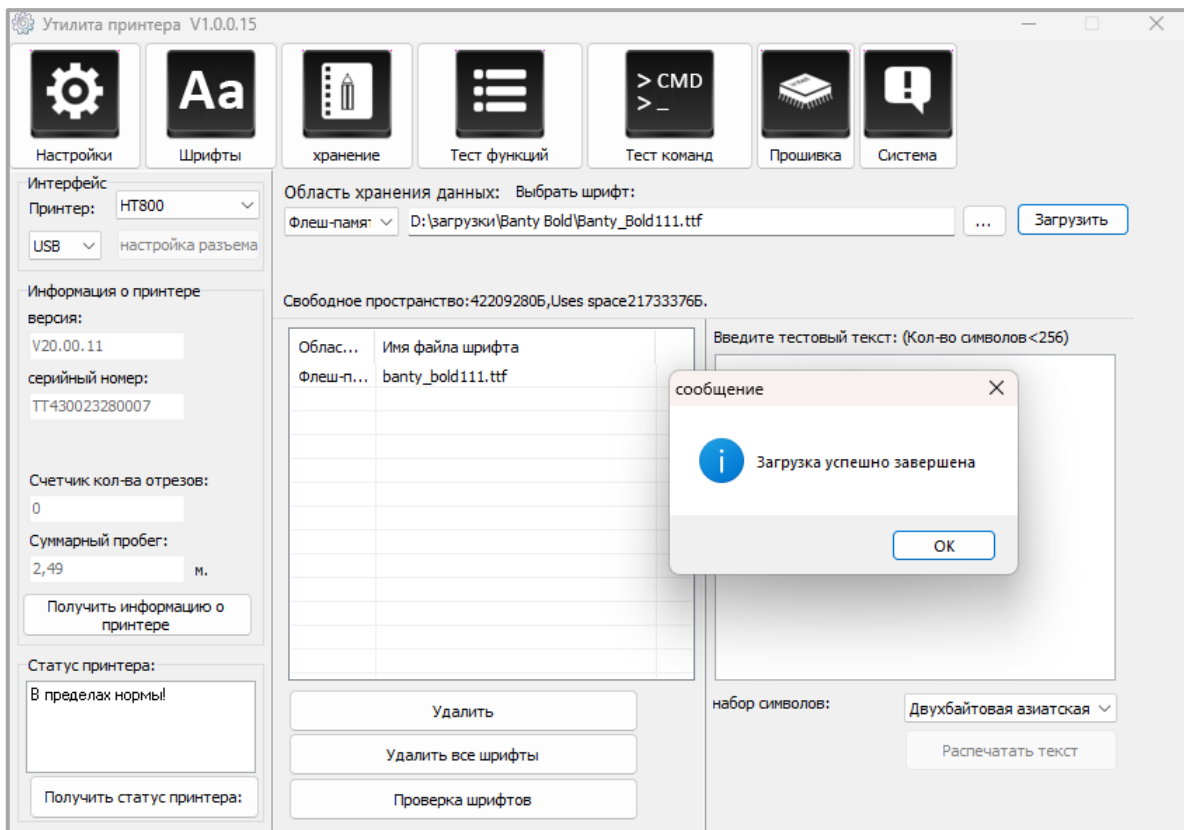 Утилита принтера V1.0.0.15
Aa
> CMD
> _
Настройки
Шрифты
хранение
Тест функций
Тест команд
Прошивка
Система
Интерфейс
Принтер:
HT800
USB
настройка разъема
Информация о принтере
версия:
V20.00.11
серийный номер:
TT430023280007
Счетчик кол-ва отрезов:
0
Суммарный пробег:
2,49
м.
Получить информацию о
принтере
Статус принтера:
В пределах нормы!
Получить статус принтера:
Область хранения данных:
Выбрать шрифт:
Флеш-памят
D:\загрузки\Banty Bold\Banty_Bold111.ttf
...
Загрузить
Свободное пространство:4220928Б,Uses space21733376Б.
Облас...
Имя файла шрифта
Флеш-п...
banty_bold111.ttf
Удалить
Удалить все шрифты
Проверка шрифтов
Введите тестовый текст: (Кол-во символов<256)
сообщение
Загрузка успешно завершена
ОК
набор символов:
Двухбайтовая азиатская
Распечатать текст